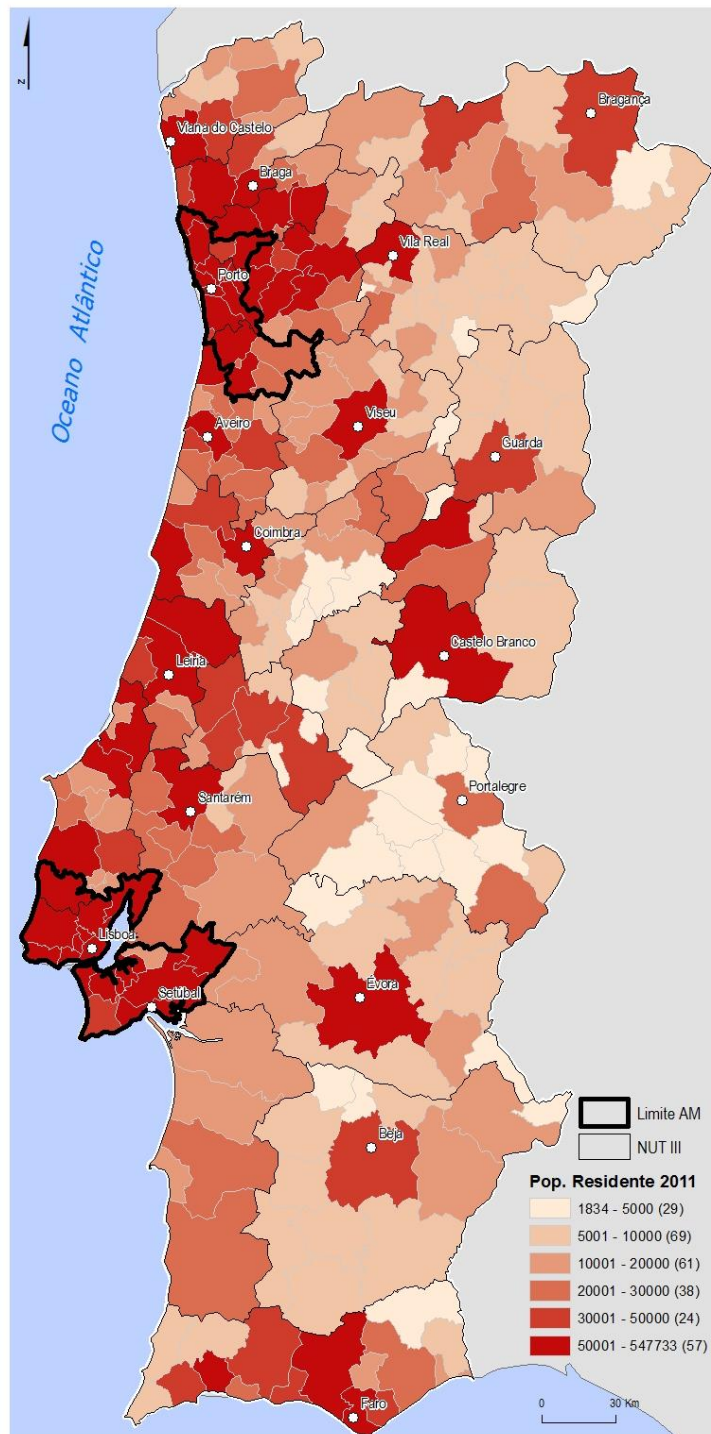 z
Bragança
Viana do Castelo
Braga
Vila Real
Porto
Oceano Atlântico
Viseu
Aveiro
Guarda
Coimbra
Castelo Branco
Leiria
Portalegre
Santarém
Lisboa
Évora
Setúbal
Limite AM
Beja
NUT III
Pop. Residente 2011
1834 - 5000 (29)
5001 - 10000 (69)
10001 - 20000 (61)
20001 - 30000 (38)
30001 - 50000 (24)
50001 - 547733 (57)
0 30 Km
Faro